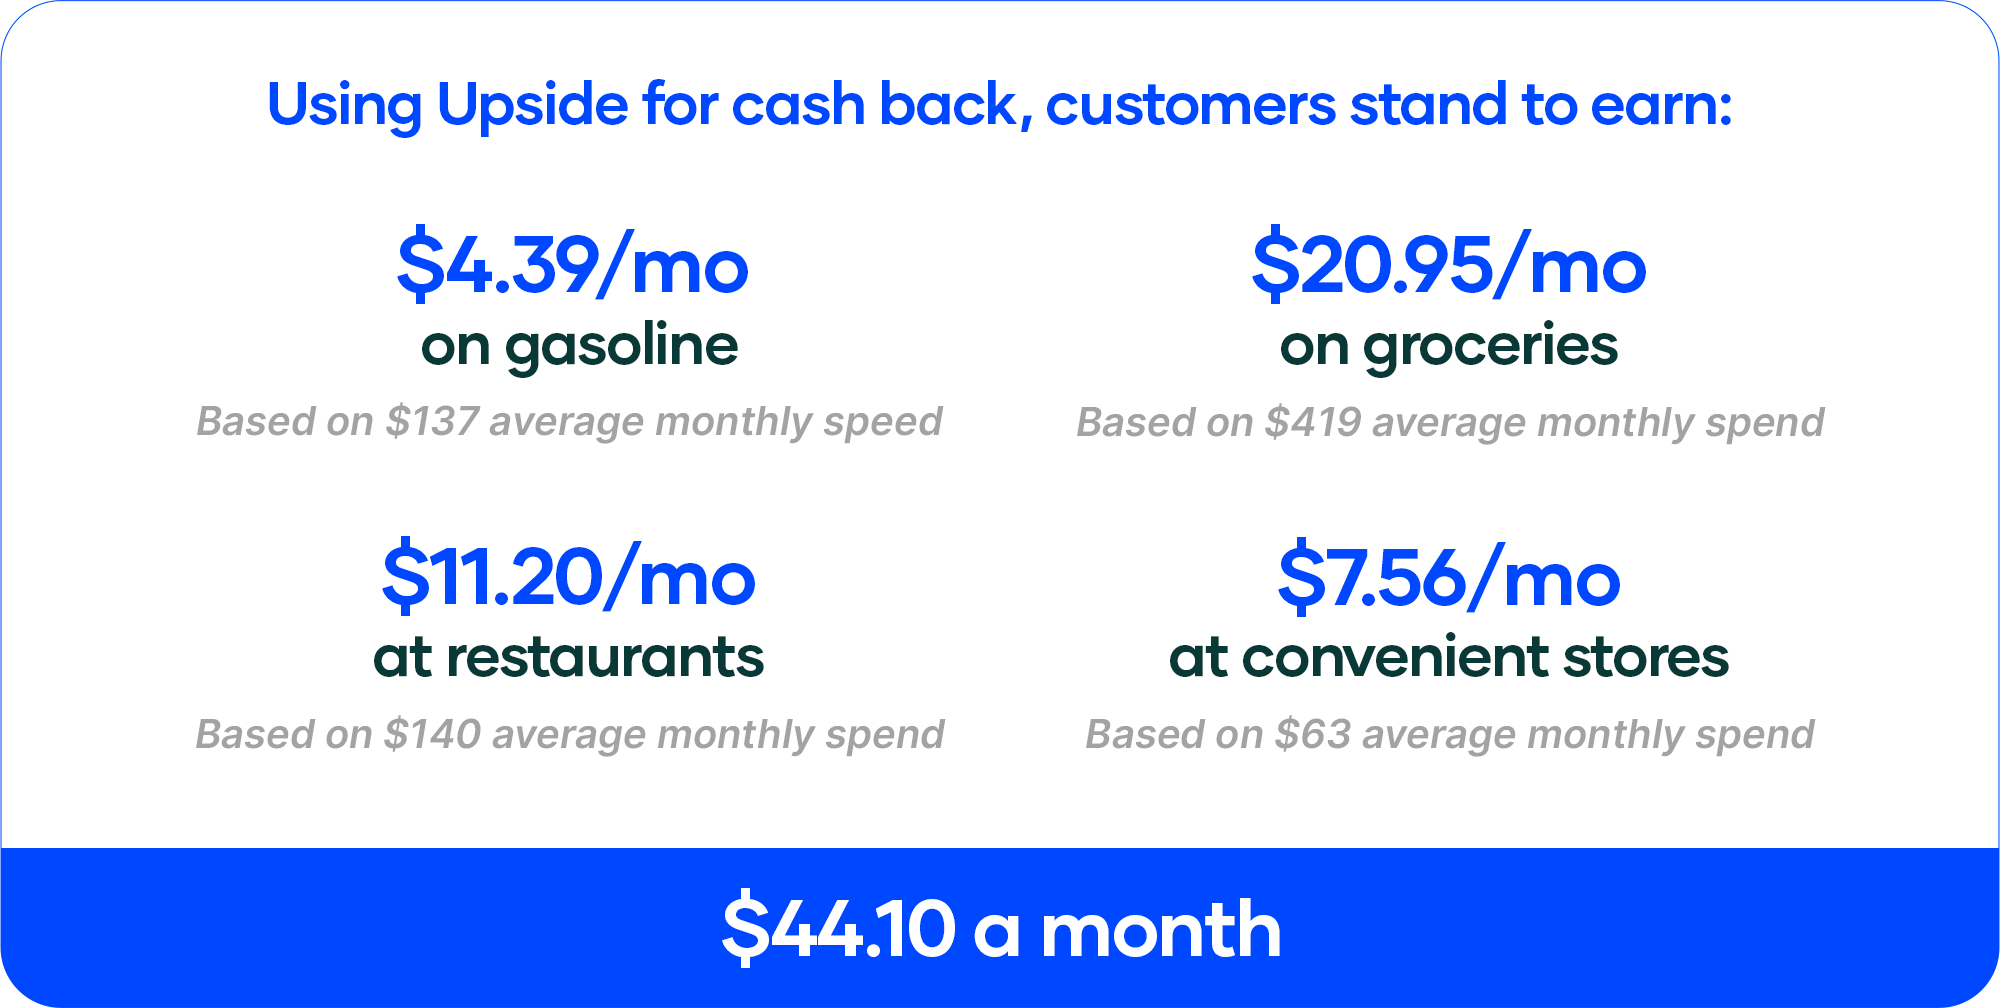 Using Upside for cash back, customers stand to earn:
$4.39/mo
on gasoline
Based on $137 average monthly speed
$20.95/mo
on groceries
Based on $419 average monthly spend
$11.20/mo
at restaurants
Based on $140 average monthly spend
$7.56/mo
at convenient stores
Based on $63 average monthly spend
$44.10 a month